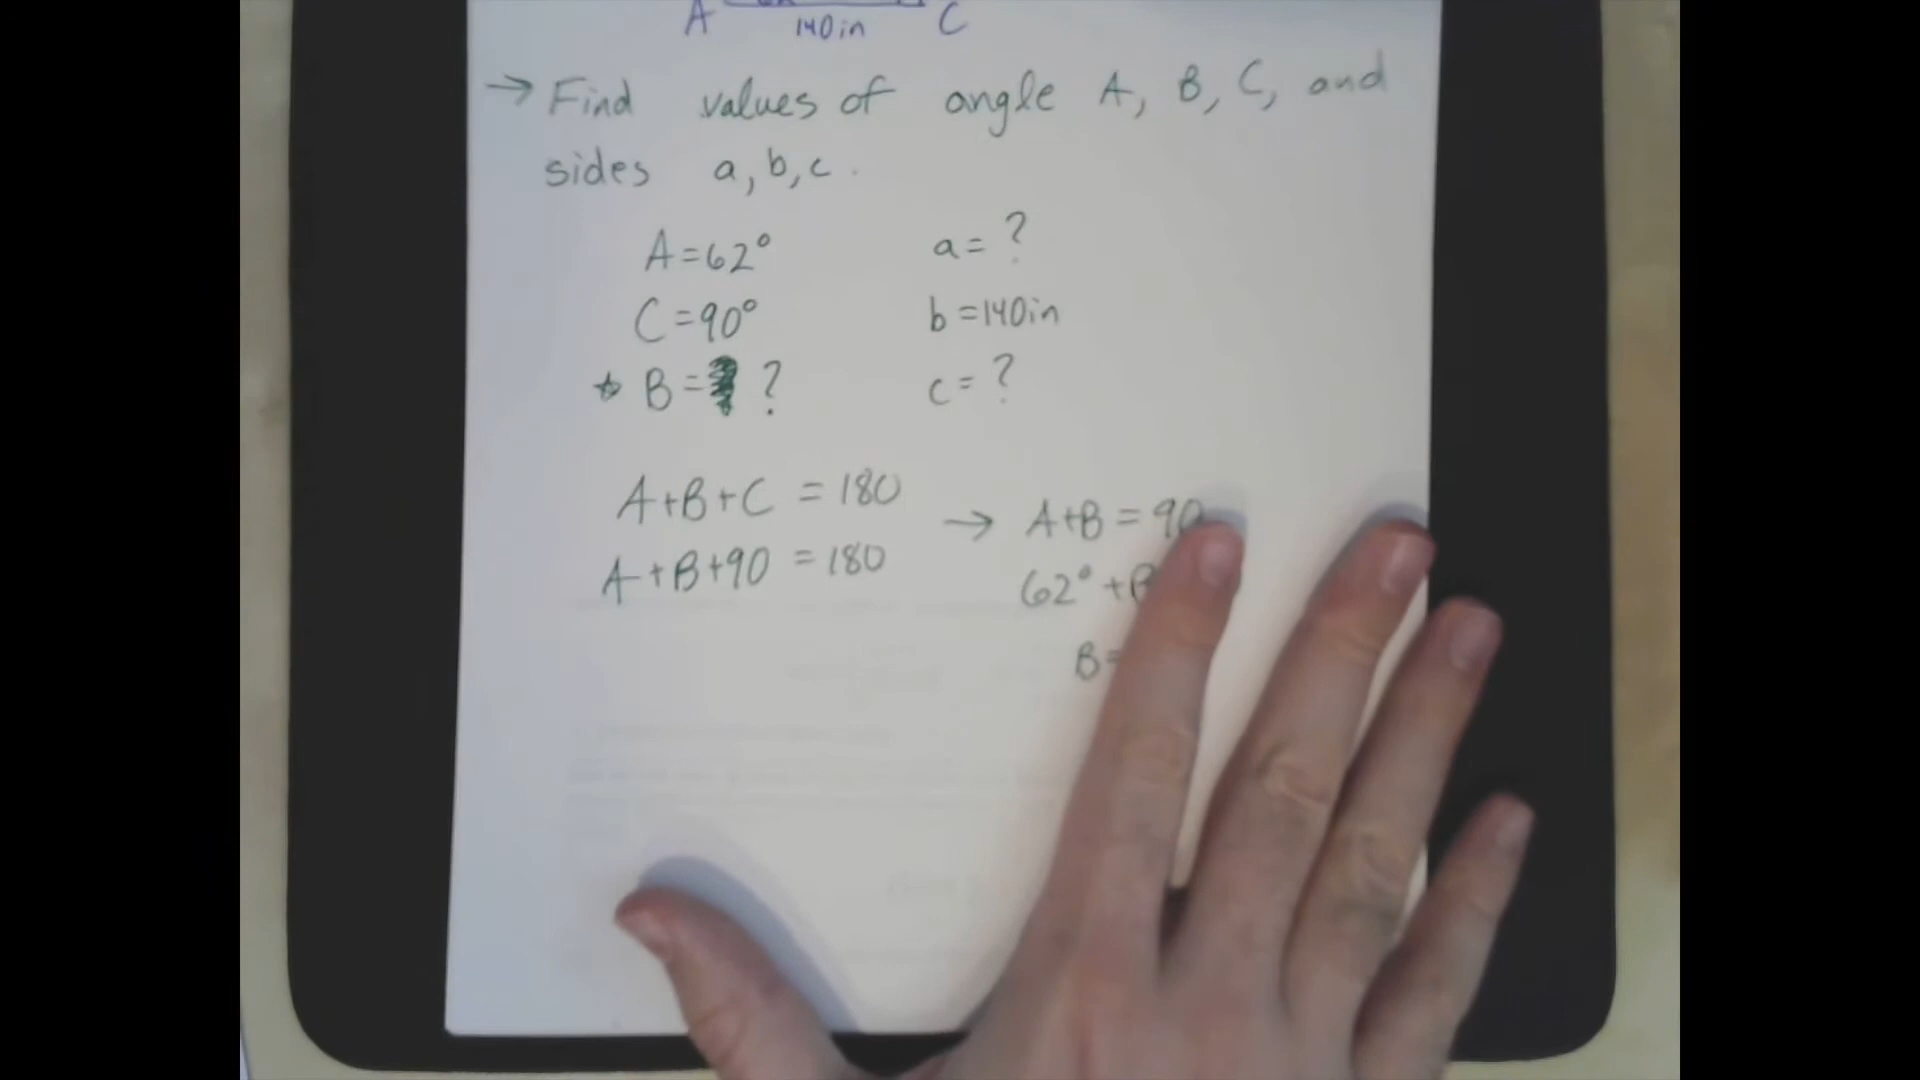 A 140in C
→ Find values of angle A, B, C, and
sides a, b, c.
A=62° a= ?
C=90° b=140in
* B= ? c= ?
A+B+C = 180
→ A+B = 90
A+B+90 = 180
62° +B
B=